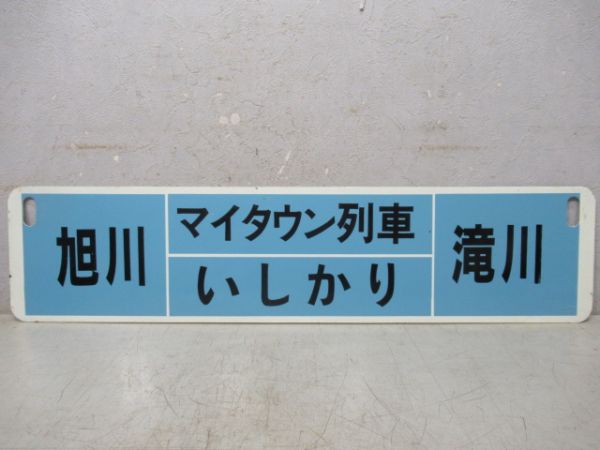 旭川
マイタウン列車
いしかり
滝川